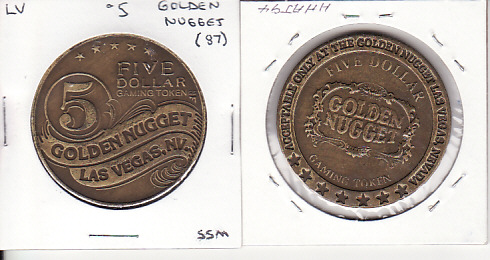 LV
$5
GOLDEN
NUGGET
(87)
5
FIVE
DOLLAR
GAMING TOKEN
GOLDEN NUGGET
LAS VEGAS, NV.
SSM
ACCEPTABLE ONLY AT THE GOLDEN NUGGET LAS VEGAS, NEVADA
FIVE DOLLAR
GOLDEN
NUGGET
GAMING TOKEN